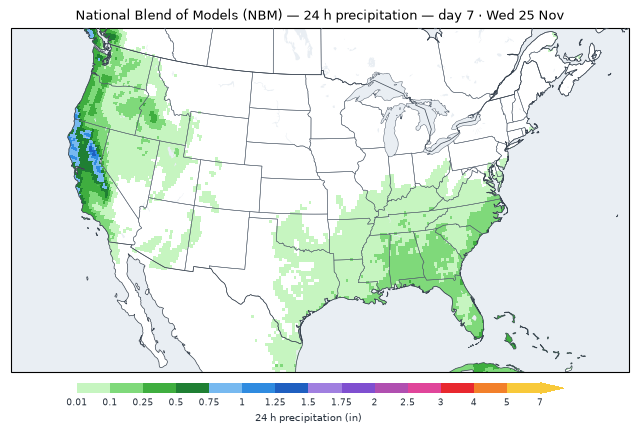 National Blend of Models (NBM) — 24 h precipitation — day 7 · Wed 25 Nov
0.01 0.1 0.25 0.5 0.75 1 1.25 1.5 1.75 2 2.5 3 4 5 7
24 h precipitation (in)